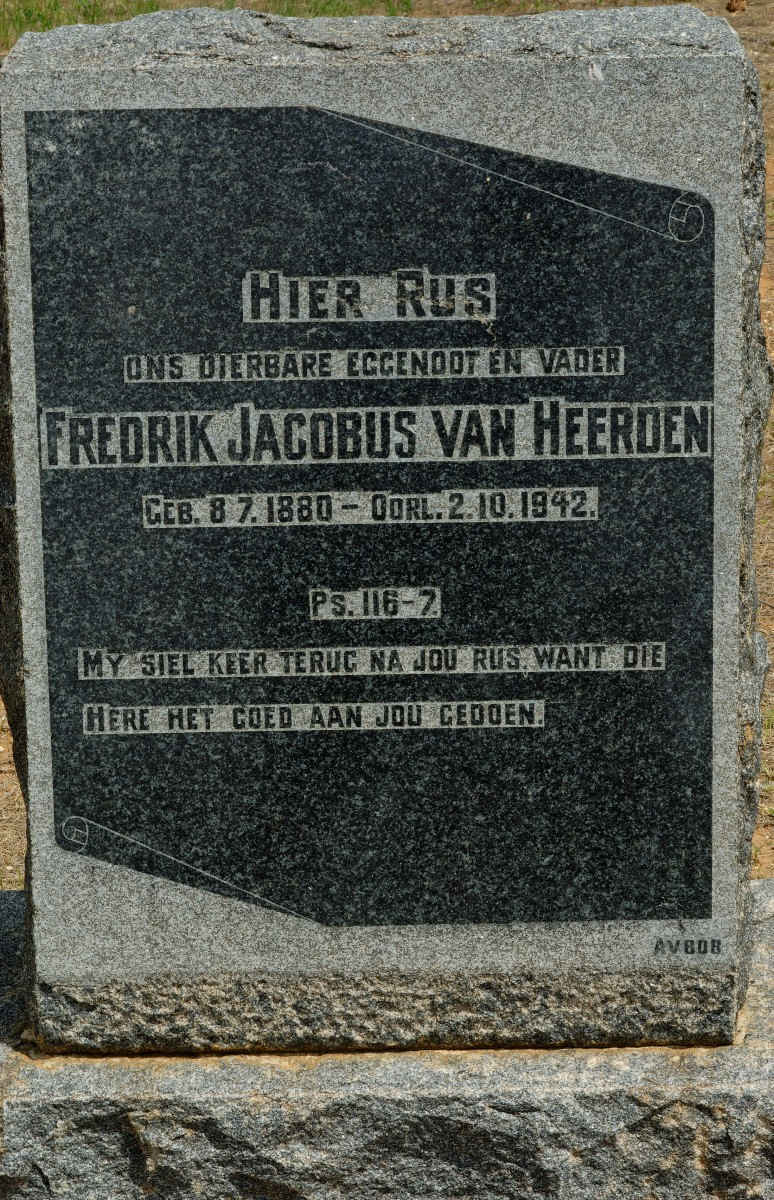 HIER RUS
ONS DIERBARE EGGENOOT EN VADER
FREDRIK JACOBUS VAN HEERDEN
GEB. 8 7. 1880 – OORL. 2. 10. 1942.
PS. 116-7.
MY SIEL KEER TERUG NA JOU RUS, WANT DIE
HERE HET GOED AAN JOU GEDOEN.
AVBOB